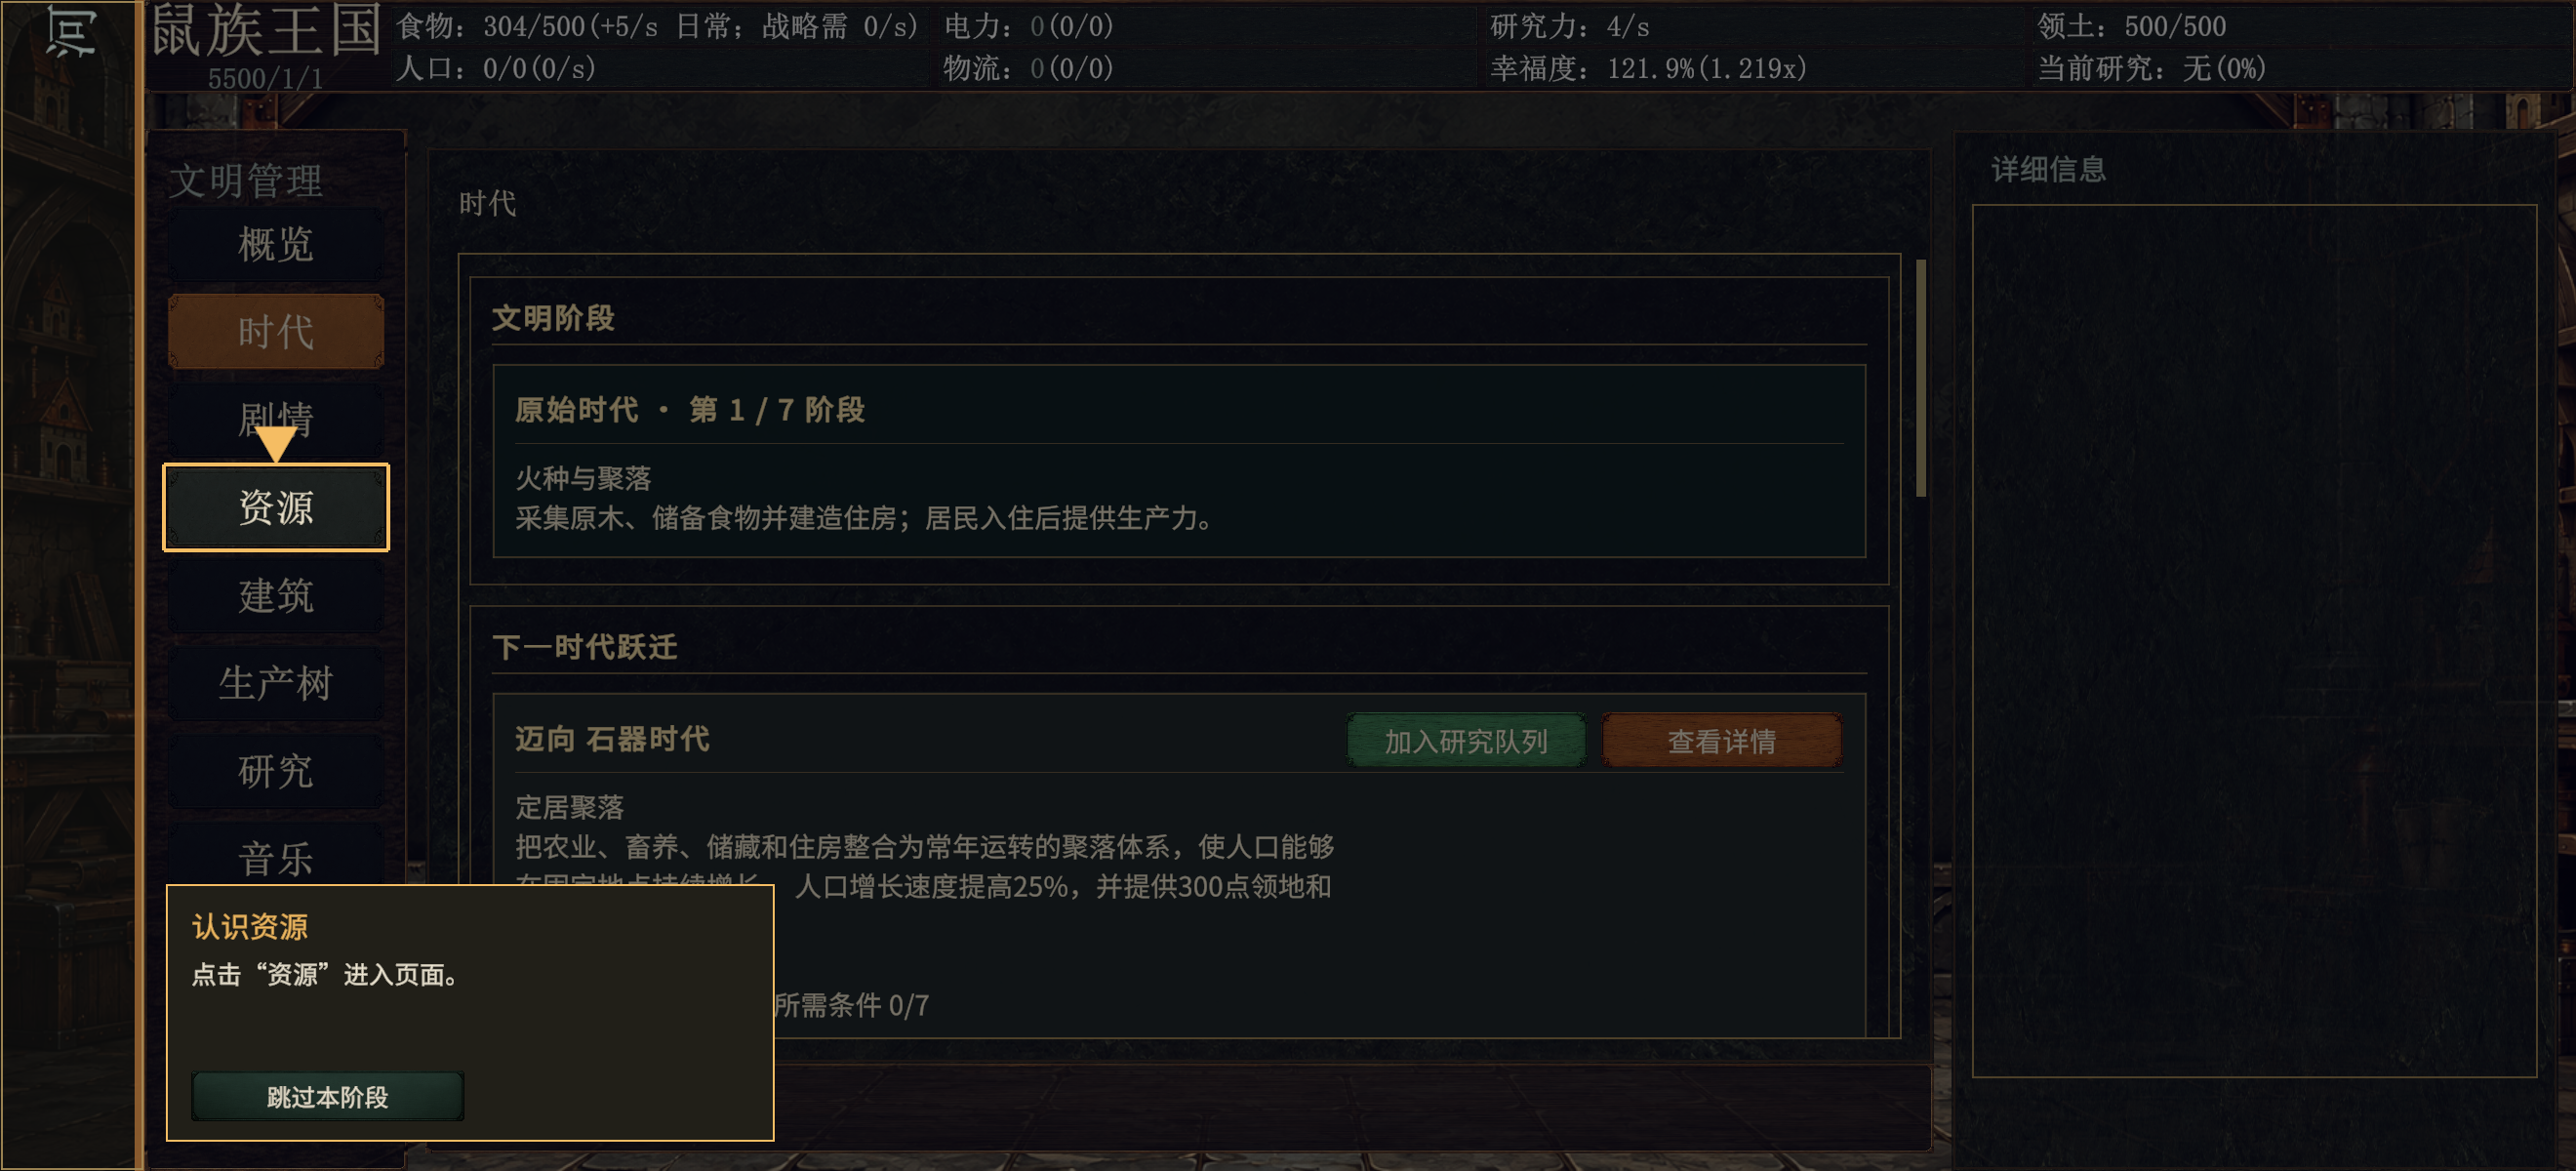 鼠族王国
5500/1/1
食物：304/500(+5/s 日常；战略需 0/s)
电力：0(0/0)
研究力：4/s
领土：500/500
人口：0/0(0/s)
物流：0(0/0)
幸福度：121.9%(1.219x)
当前研究：无(0%)
文明管理
概览
时代
剧情
资源
建筑
生产树
研究
音乐
时代
文明阶段
原始时代 · 第 1 / 7 阶段
火种与聚落
采集原木、储备食物并建造住房；居民入住后提供生产力。
下一时代跃迁
迈向 石器时代
加入研究队列
查看详情
定居聚落
把农业、畜养、储藏和住房整合为常年运转的聚落体系，使人口能够
人口增长速度提高25%，并提供300点领地和
所需条件 0/7
详细信息
认识资源
点击“资源”进入页面。
跳过本阶段